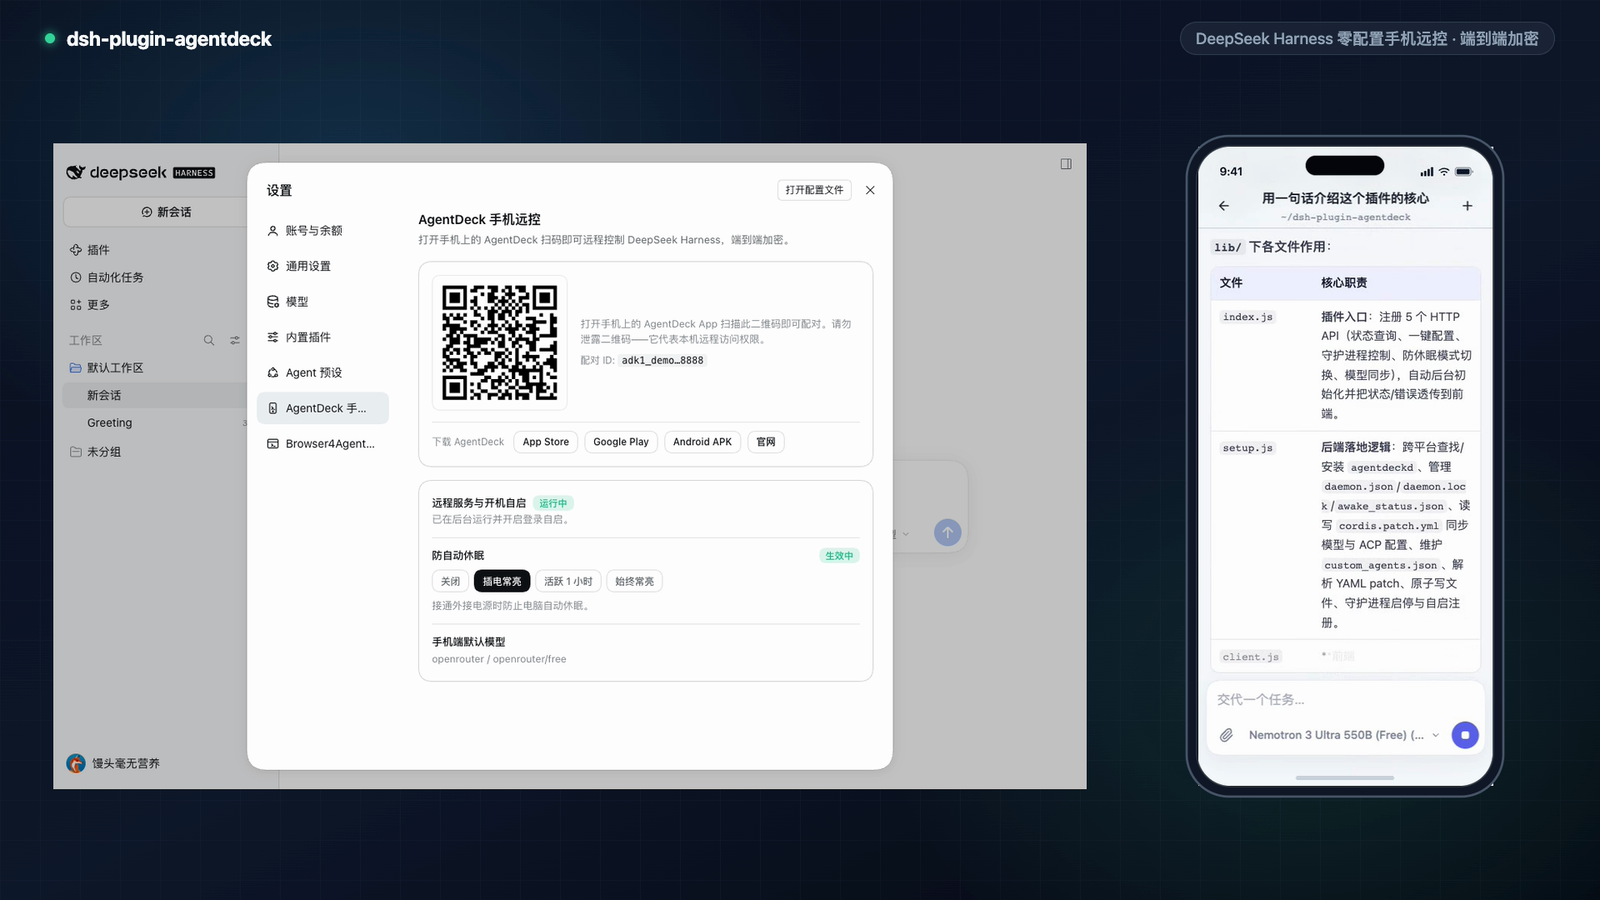 dsh-plugin-agentdeck
DeepSeek Harness 零配置手机远控 · 端到端加密
deepseek HARNESS
新会话
插件
自动化任务
更多
工作区
默认工作区
新会话
Greeting
未分组
馒头毫无营养
设置
打开配置文件
账号与余额
通用设置
模型
内置插件
Agent 预设
AgentDeck 手...
Browser4Agent...
AgentDeck 手机远控
打开手机上的 AgentDeck 扫码即可远程控制 DeepSeek Harness，端到端加密。
打开手机上的 AgentDeck App 扫描此二维码即可配对。请勿
泄露二维码——它代表本机远程访问权限。
配对 ID: adk1_demo…8888
下载 AgentDeck
App Store
Google Play
Android APK
官网
远程服务与开机自启 运行中
已在后台运行并开启登录自启。
防自动休眠
生效中
关闭
插电常亮
活跃 1 小时
始终常亮
接通外接电源时防止电脑自动休眠。
手机端默认模型
openrouter / openrouter/free
9:41
用一句话介绍这个插件的核心
~/dsh-plugin-agentdeck
lib/ 下各文件作用：
文件
核心职责
index.js
插件入口：注册 5 个 HTTP
API（状态查询、一键配置、
守护进程控制、防休眠模式切
换、模型同步），自动后台初
始化并把状态/错误透传到前
端。
setup.js
后端落地逻辑：跨平台查找/
安装 agentdeckd、管理
daemon.json / daemon.loc
k / awake_status.json、读
写 cordis.patch.yml 同步
模型与 ACP 配置、维护
custom_agents.json、解
析 YAML patch、原子写文
件、守护进程启停与自启注
册。
client.js
交代一个任务...
Nemotron 3 Ultra 550B (Free) (...